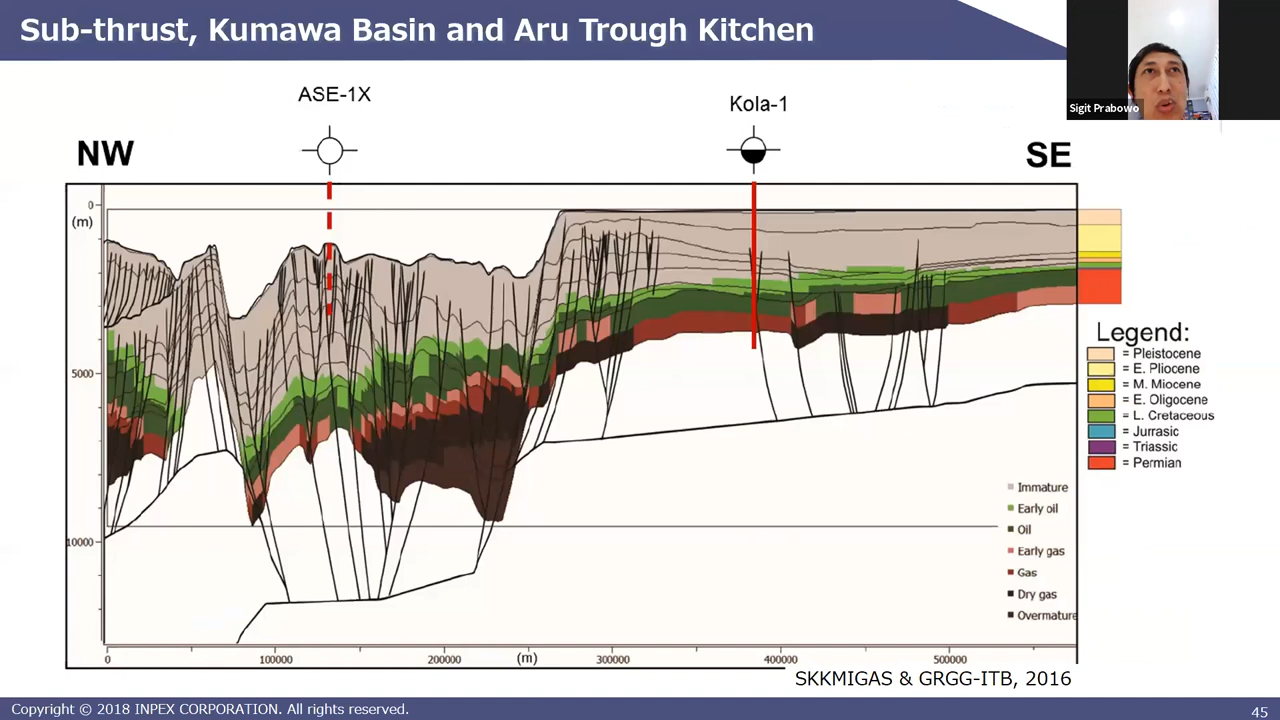 Sub-thrust, Kumawa Basin and Aru Trough Kitchen
Sigit Prabowo
ASE-1X
Kola-1
NW
SE
0
(m)
5000
10000
0
100000
200000
(m)
300000
400000
500000
Legend:
= Pleistocene
= E. Pliocene
= M. Miocene
= E. Oligocene
= L. Cretaceous
= Jurrasic
= Triassic
= Permian
Immature
Early oil
Oil
Early gas
Gas
Dry gas
Overmature
SKKMIGAS & GRGG-ITB, 2016
Copyright © 2018 INPEX CORPORATION. All rights reserved.
45